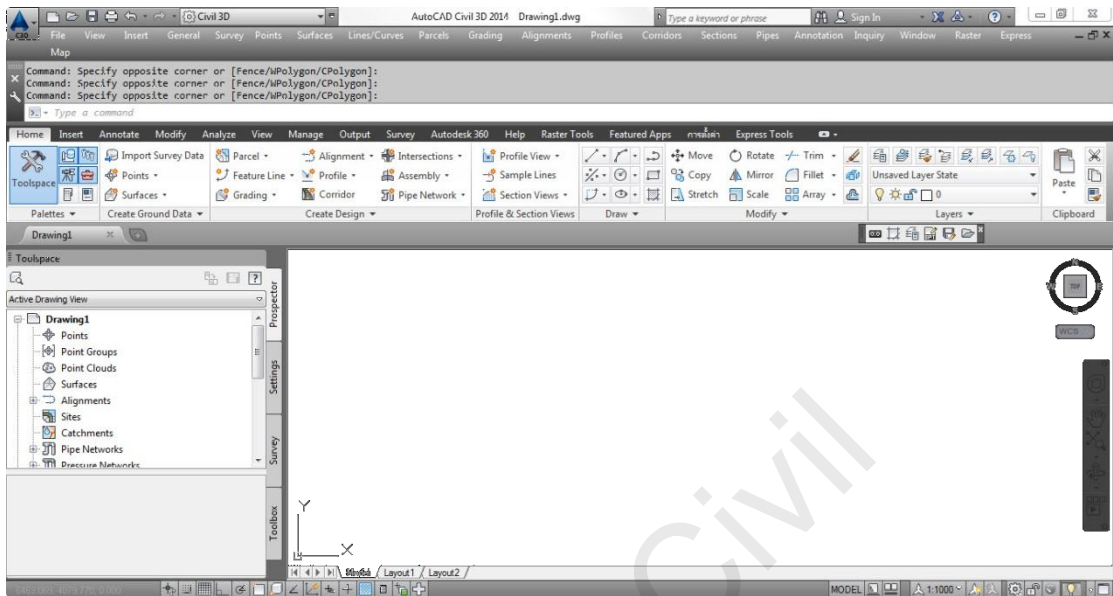 Civil 3D AutoCAD Civil 3D 2014 Drawing1.dwg Type a keyword or phrase Sign In
C3D File View Insert General Survey Points Surfaces Lines/Curves Parcels Grading Alignments Profiles Corridors Sections Pipes Annotation Inquiry Window Raster Express
Map
Command: Specify opposite corner or [Fence/WPolygon/CPolygon]:
Command: Specify opposite corner or [Fence/WPolygon/CPolygon]:
Command: Specify opposite corner or [Fence/WPolygon/CPolygon]:
Type a command
Home Insert Annotate Modify Analyze View Manage Output Survey Autodesk 360 Help Raster Tools Featured Apps Express Tools
Import Survey Data Parcel Alignment Intersections Profile View Move Rotate Trim
Toolspace Points Feature Line Profile Assembly Sample Lines Copy Mirror Fillet Unsaved Layer State Paste
Surfaces Grading Corridor Pipe Network Section Views Stretch Scale Array 0
Palettes Create Ground Data Create Design Profile & Section Views Draw Modify Layers Clipboard
Drawing1
Toolspace
Active Drawing View
Drawing1
Points
Point Groups
Point Clouds
Surfaces
Alignments
Sites
Catchments
Pipe Networks
Pressure Networks
Prospector
Settings
Survey
Toolbox
TOP
WCS
Y
X
Civil
Layout1 / Layout2
MODEL 1:1000